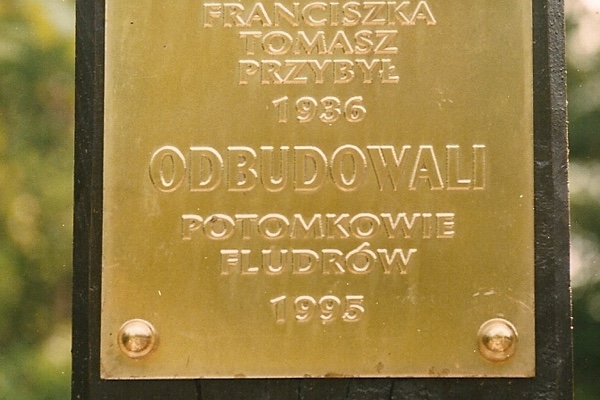 FRANCISZKA
TOMASZ
PRZYBYŁ
1936
ODBUDOWALI
POTOMKOWIE
FLUDRÓW
1995